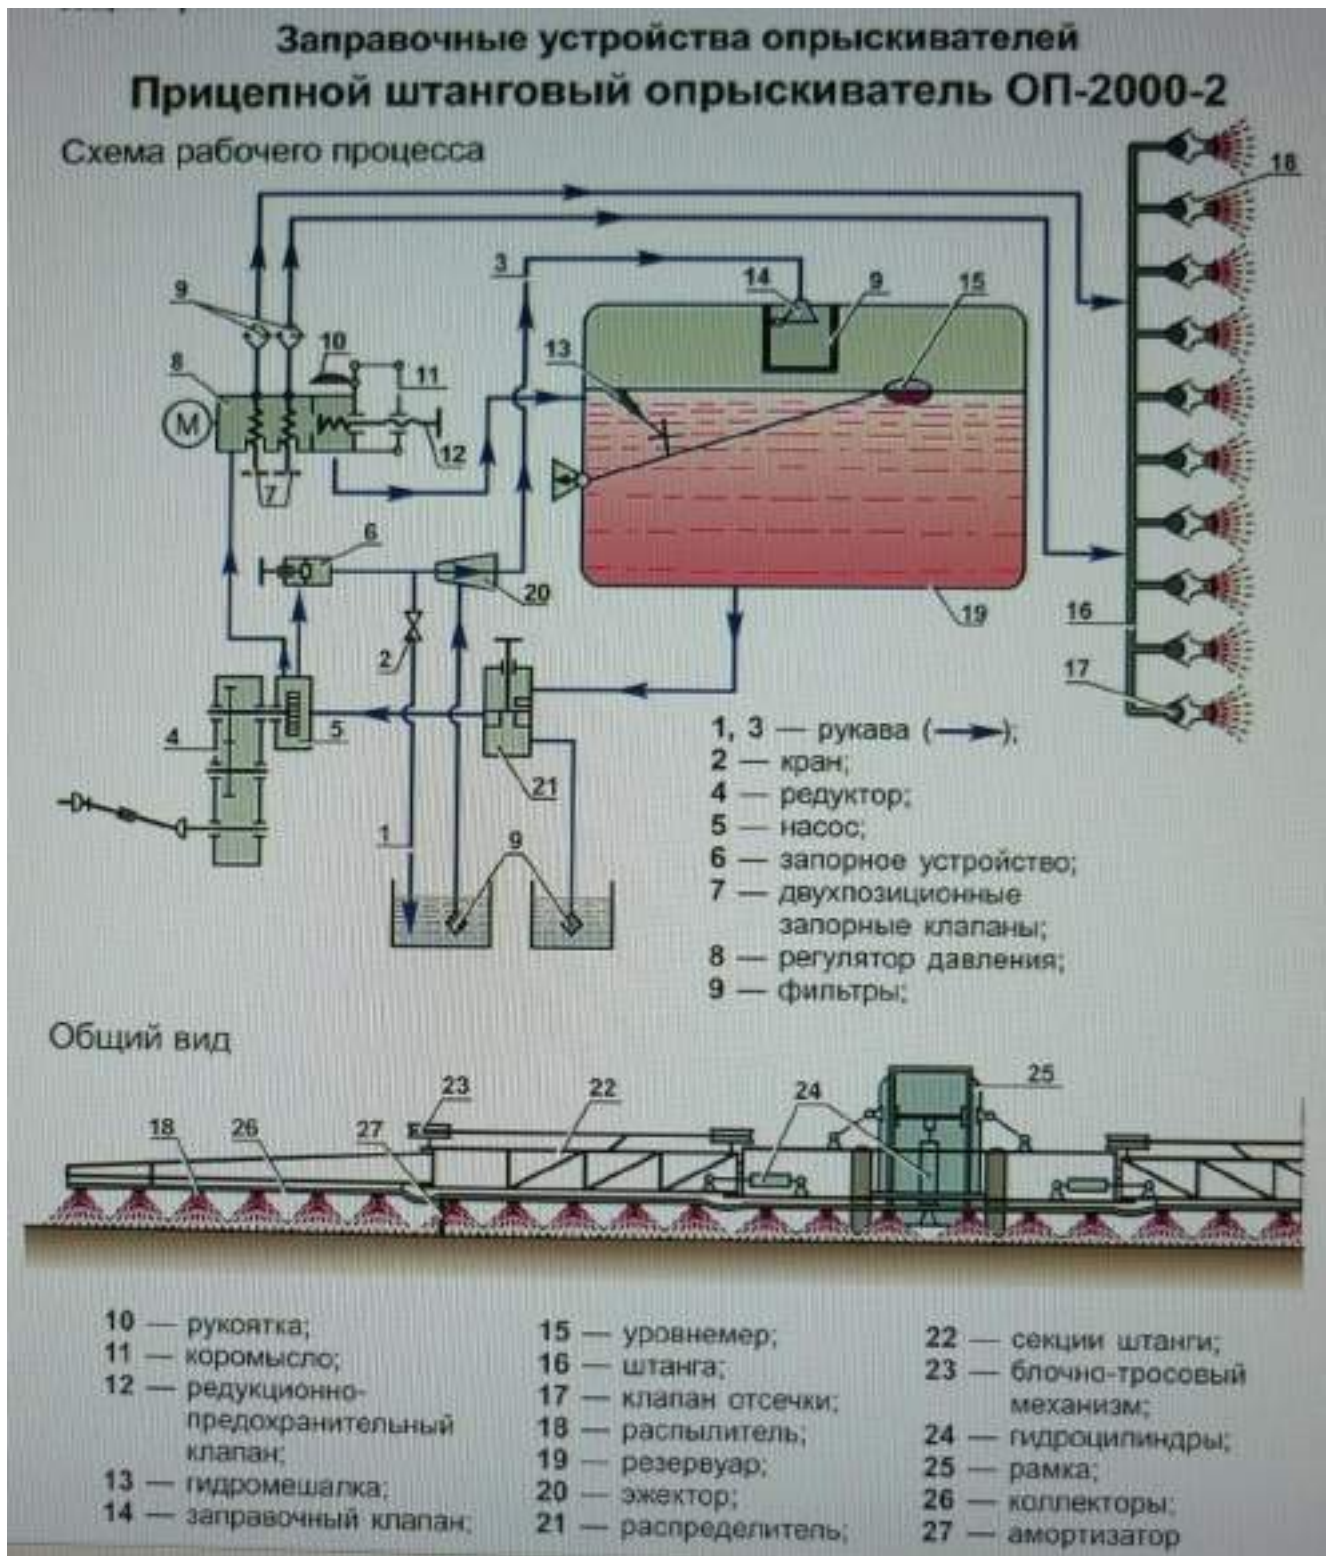 Заправочные устройства опрыскивателей
Прицепной штанговый опрыскиватель ОП-2000-2
Схема рабочего процесса
18
3
14
9
15
9
10
13
8
11
М
12
7
6
20
19
16
2
17
4
5
21
1
9
1, 3 — рукава ( );
2 — кран;
4 — редуктор;
5 — насос;
6 — запорное устройство;
7 — двухпозиционные
запорные клапаны;
8 — регулятор давления;
9 — фильтры;
Общий вид
23
22
24
25
18
26
27
10 — рукоятка;
11 — коромысло;
12 — редукционно-
предохранительный
клапан;
13 — гидромешалка;
14 — заправочный клапан;
15 — уровнемер;
16 — штанга;
17 — клапан отсечки;
18 — распылитель;
19 — резервуар;
20 — эжектор;
21 — распределитель;
22 — секции штанги;
23 — блочно-тросовый
механизм;
24 — гидроцилиндры;
25 — рамка;
26 — коллекторы;
27 — амортизатор